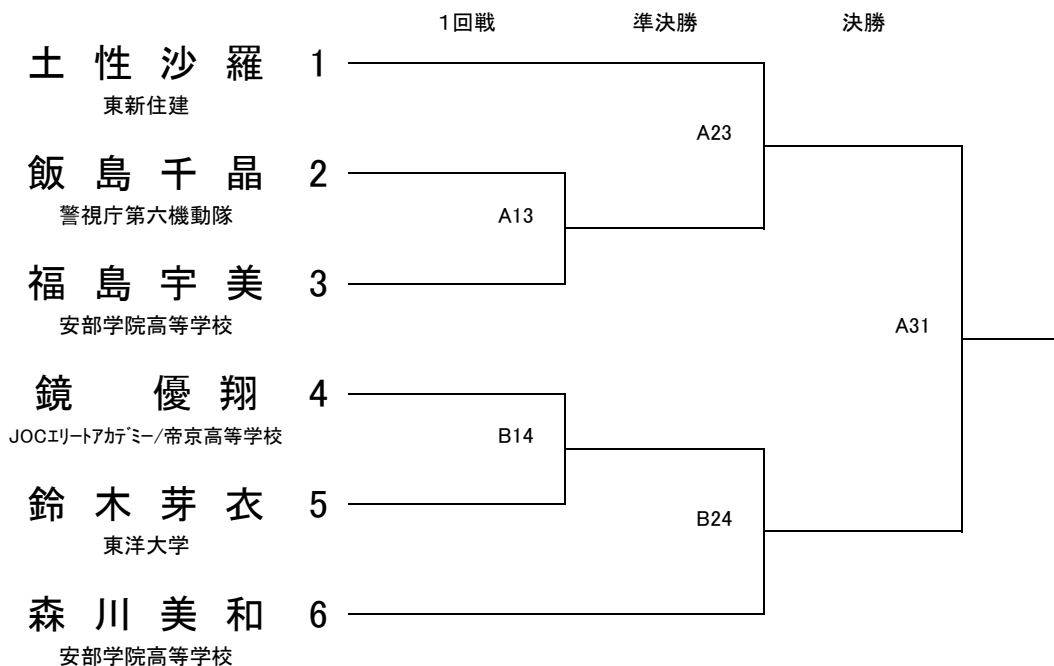 1回戦 準決勝 決勝
土性沙羅 1
東新住建
A23
飯島千晶 2
警視庁第六機動隊
A13
福島宇美 3
安部学院高等学校
A31
鏡 優翔 4
JOCエリートアカデミー/帝京高等学校
B14
鈴木芽衣 5
東洋大学
B24
森川美和 6
安部学院高等学校